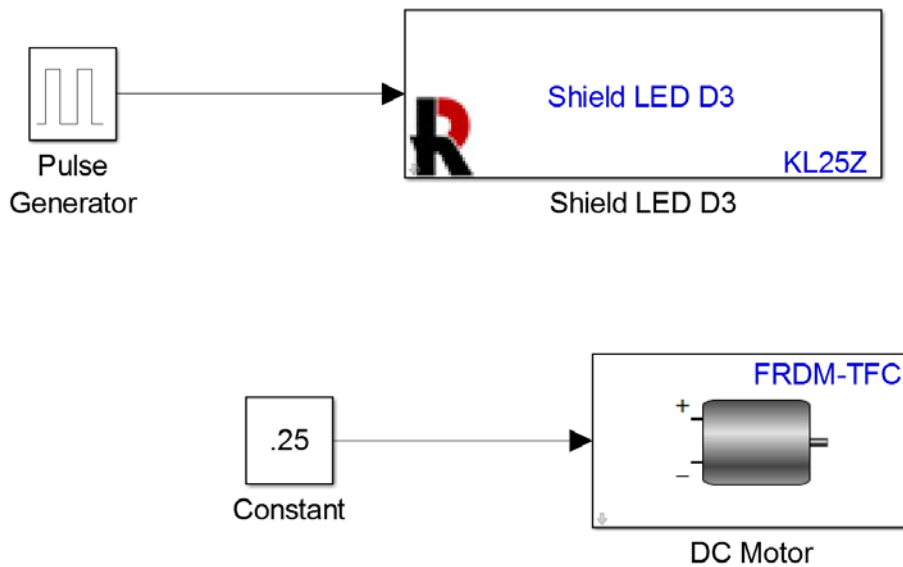 Shield LED D3
KL25Z
Pulse
Generator
Shield LED D3
FRDM-TFC
+
.25
−
Constant
DC Motor